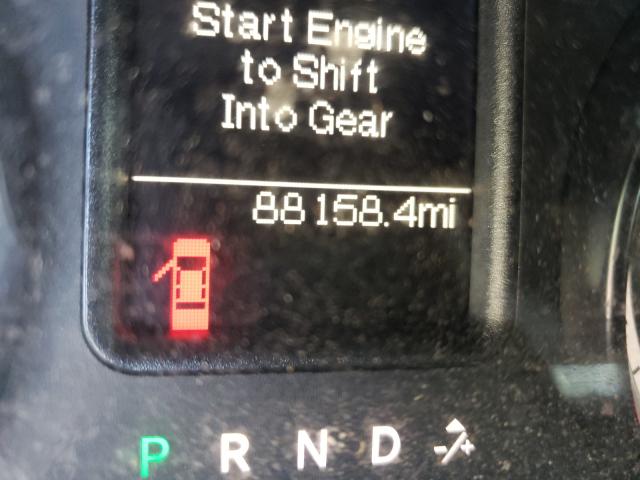 Start Engine
to Shift
Into Gear
88158.4mi
P R N D -/+